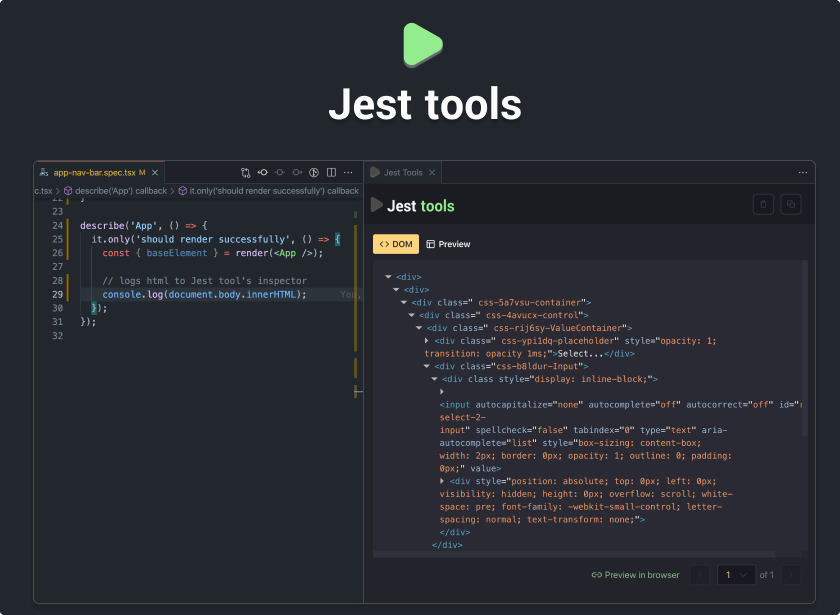 Jest tools
app-nav-bar.spec.tsx M
c.tsx > describe('App') callback > it.only('should render successfully') callback
22 }
23
24 describe('App', () => {
25 it.only('should render successfully', () => {
26 const { baseElement } = render(<App />);
27
28 // logs html to Jest tool's inspector
29 console.log(document.body.innerHTML); You,
30 });
31 });
32
Jest Tools
Jest tools
<> DOM Preview
<div>
<div>
<div class=" css-5a7vsu-container">
<div class=" css-4avucx-control">
<div class=" css-rij6sy-ValueContainer">
<div class=" css-ypi1dq-placeholder" style="opacity: 1;
transition: opacity 1ms;">Select...</div>
<div class="css-b8ldur-Input">
<div class style="display: inline-block;">
<input autocapitalize="none" autocomplete="off" autocorrect="off" id="
select-2-
input" spellcheck="false" tabindex="0" type="text" aria-
autocomplete="list" style="box-sizing: content-box;
width: 2px; border: 0px; opacity: 1; outline: 0; padding:
0px;" value>
<div style="position: absolute; top: 0px; left: 0px;
visibility: hidden; height: 0px; overflow: scroll; white-
space: pre; font-family: -webkit-small-control; letter-
spacing: normal; text-transform: none;">
</div>
</div>
Preview in browser 1 of 1